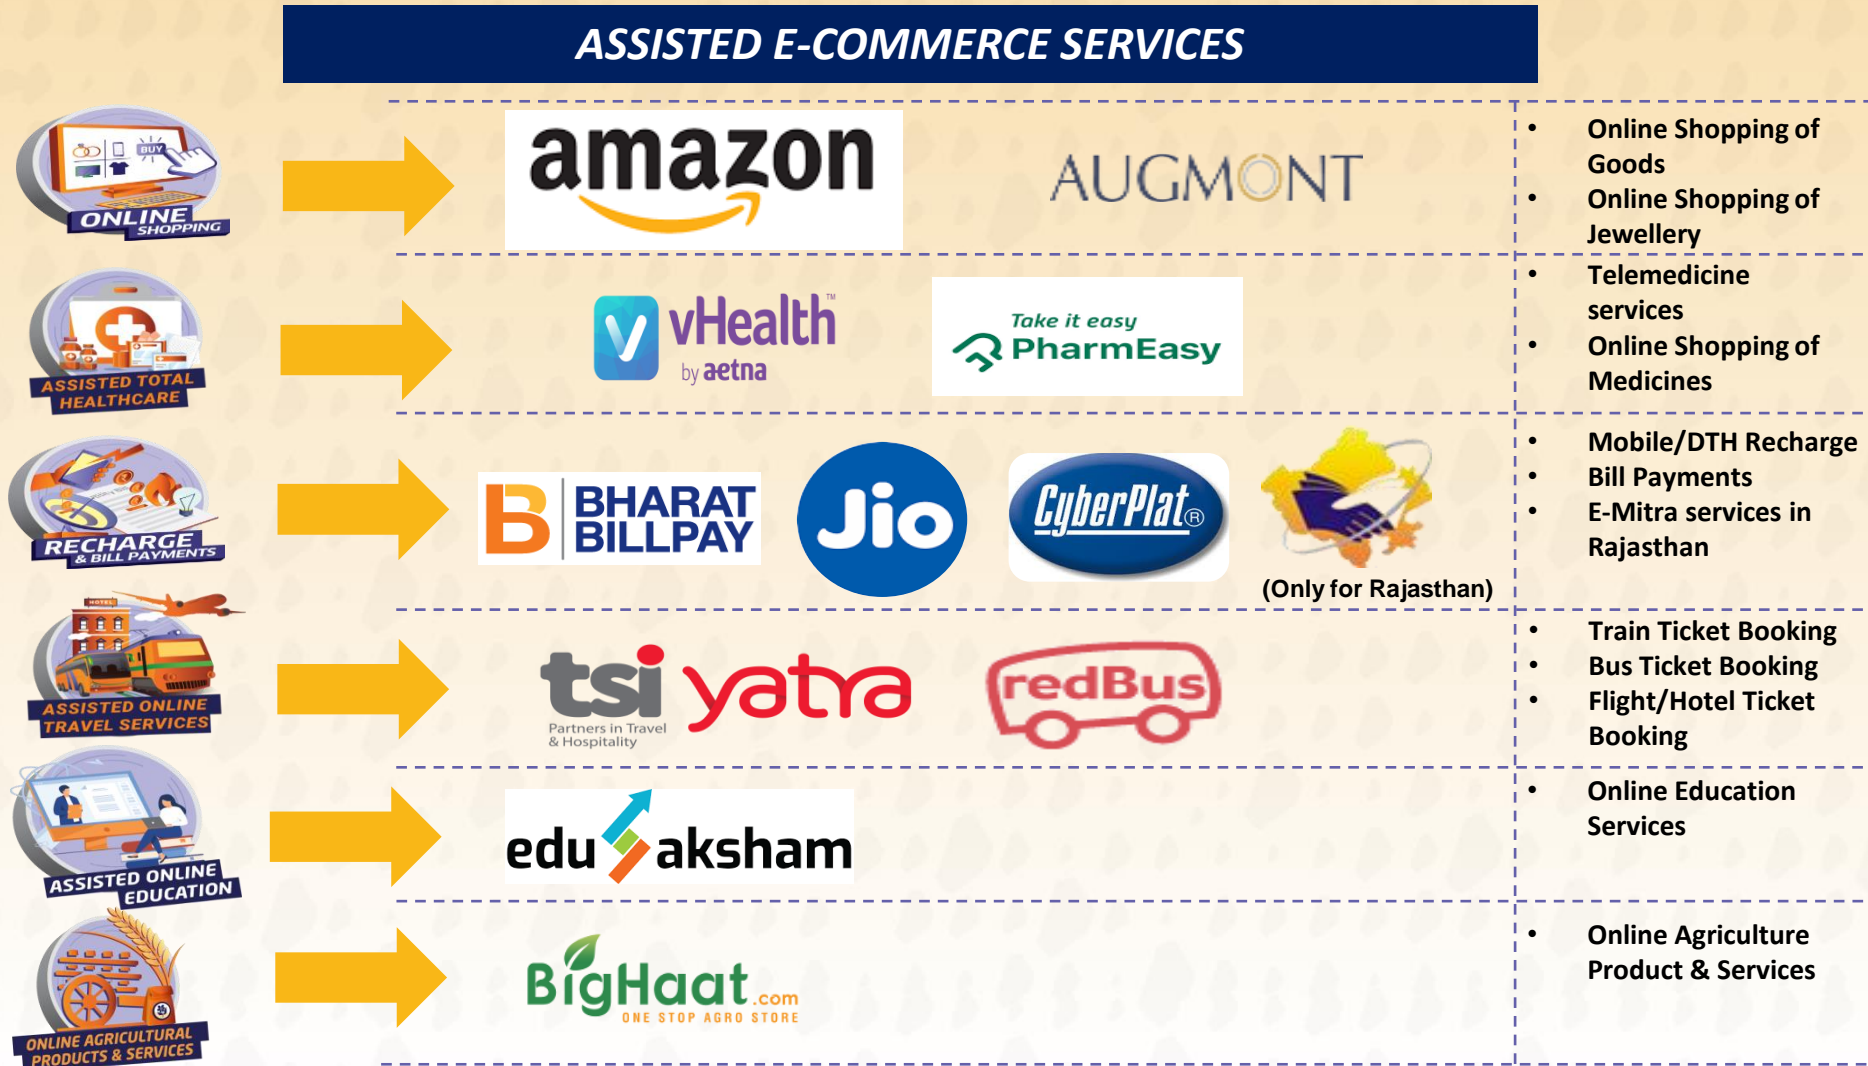 ASSISTED E-COMMERCE SERVICES
BUY
ONLINE
SHOPPING
amazon
AUGMONT
• Online Shopping of
Goods
• Online Shopping of
Jewellery
ASSISTED TOTAL
HEALTHCARE
vHealth™
by aetna
Take it easy
PharmEasy
• Telemedicine
services
• Online Shopping of
Medicines
RECHARGE
& BILL PAYMENTS
B BHARAT
BILLPAY
Jio
CyberPlat®
(Only for Rajasthan)
• Mobile/DTH Recharge
• Bill Payments
• E-Mitra services in
Rajasthan
HOTEL
ASSISTED ONLINE
TRAVEL SERVICES
tsi
Partners in Travel
& Hospitality
yatra
redBus
• Train Ticket Booking
• Bus Ticket Booking
• Flight/Hotel Ticket
Booking
ASSISTED ONLINE
EDUCATION
eduSaksham
• Online Education
Services
ONLINE AGRICULTURAL
PRODUCTS & SERVICES
BigHaat.com
ONE STOP AGRO STORE
• Online Agriculture
Product & Services